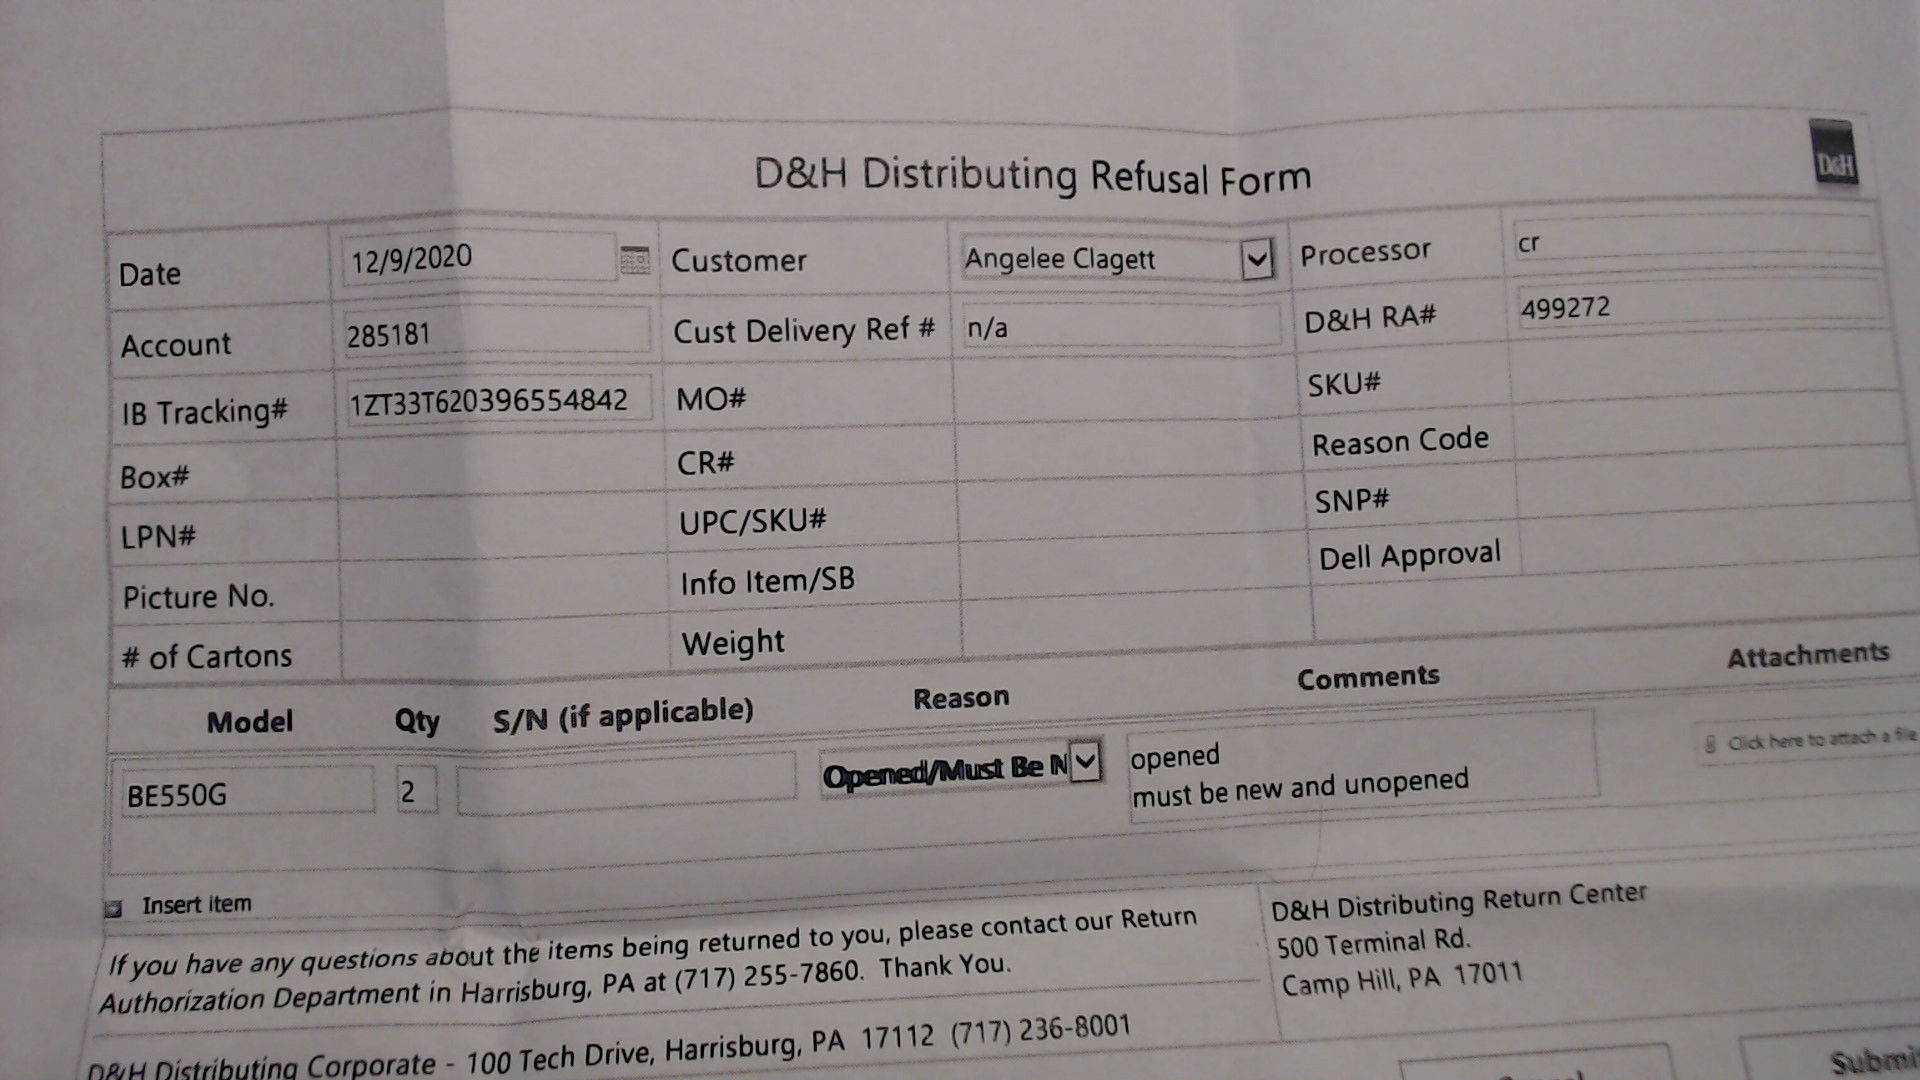 D&H Distributing Refusal Form
D&H
Date 12/9/2020 Customer Angelee Clagett Processor cr
Account 285181 Cust Delivery Ref # n/a D&H RA# 499272
IB Tracking# 1ZT33T620396554842 MO# SKU#
Box# CR# Reason Code
LPN# UPC/SKU# SNP#
Picture No. Info Item/SB Dell Approval
# of Cartons Weight
Model Qty S/N (if applicable) Reason Comments Attachments
BE550G 2 Opened/Must Be N opened
must be new and unopened
Click here to attach a file
Insert item
If you have any questions about the items being returned to you, please contact our Return
Authorization Department in Harrisburg, PA at (717) 255-7860. Thank You.
D&H Distributing Return Center
500 Terminal Rd.
Camp Hill, PA 17011
D&H Distributing Corporate - 100 Tech Drive, Harrisburg, PA 17112 (717) 236-8001
Submi